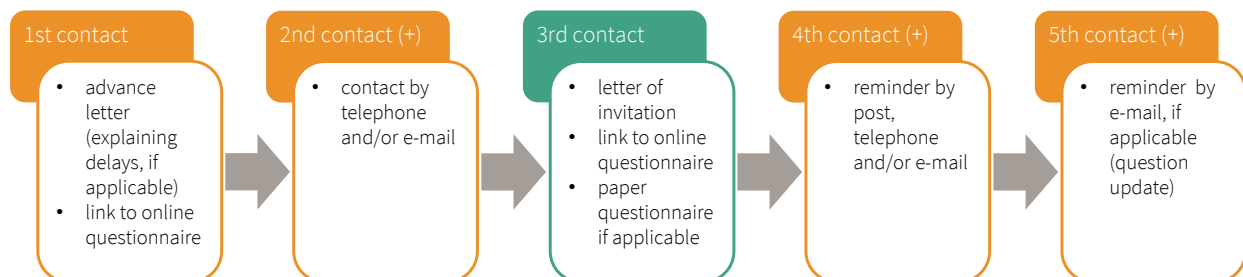 1st contact
• advance
letter
(explaining
delays, if
applicable)
• link to online
questionnaire
2nd contact (+)
• contact by
telephone
and/or e-mail
3rd contact
• letter of
invitation
• link to online
questionnaire
• paper
questionnaire
if applicable
4th contact (+)
• reminder by
post,
telephone
and/or e-mail
5th contact (+)
• reminder by
e-mail, if
applicable
(question
update)